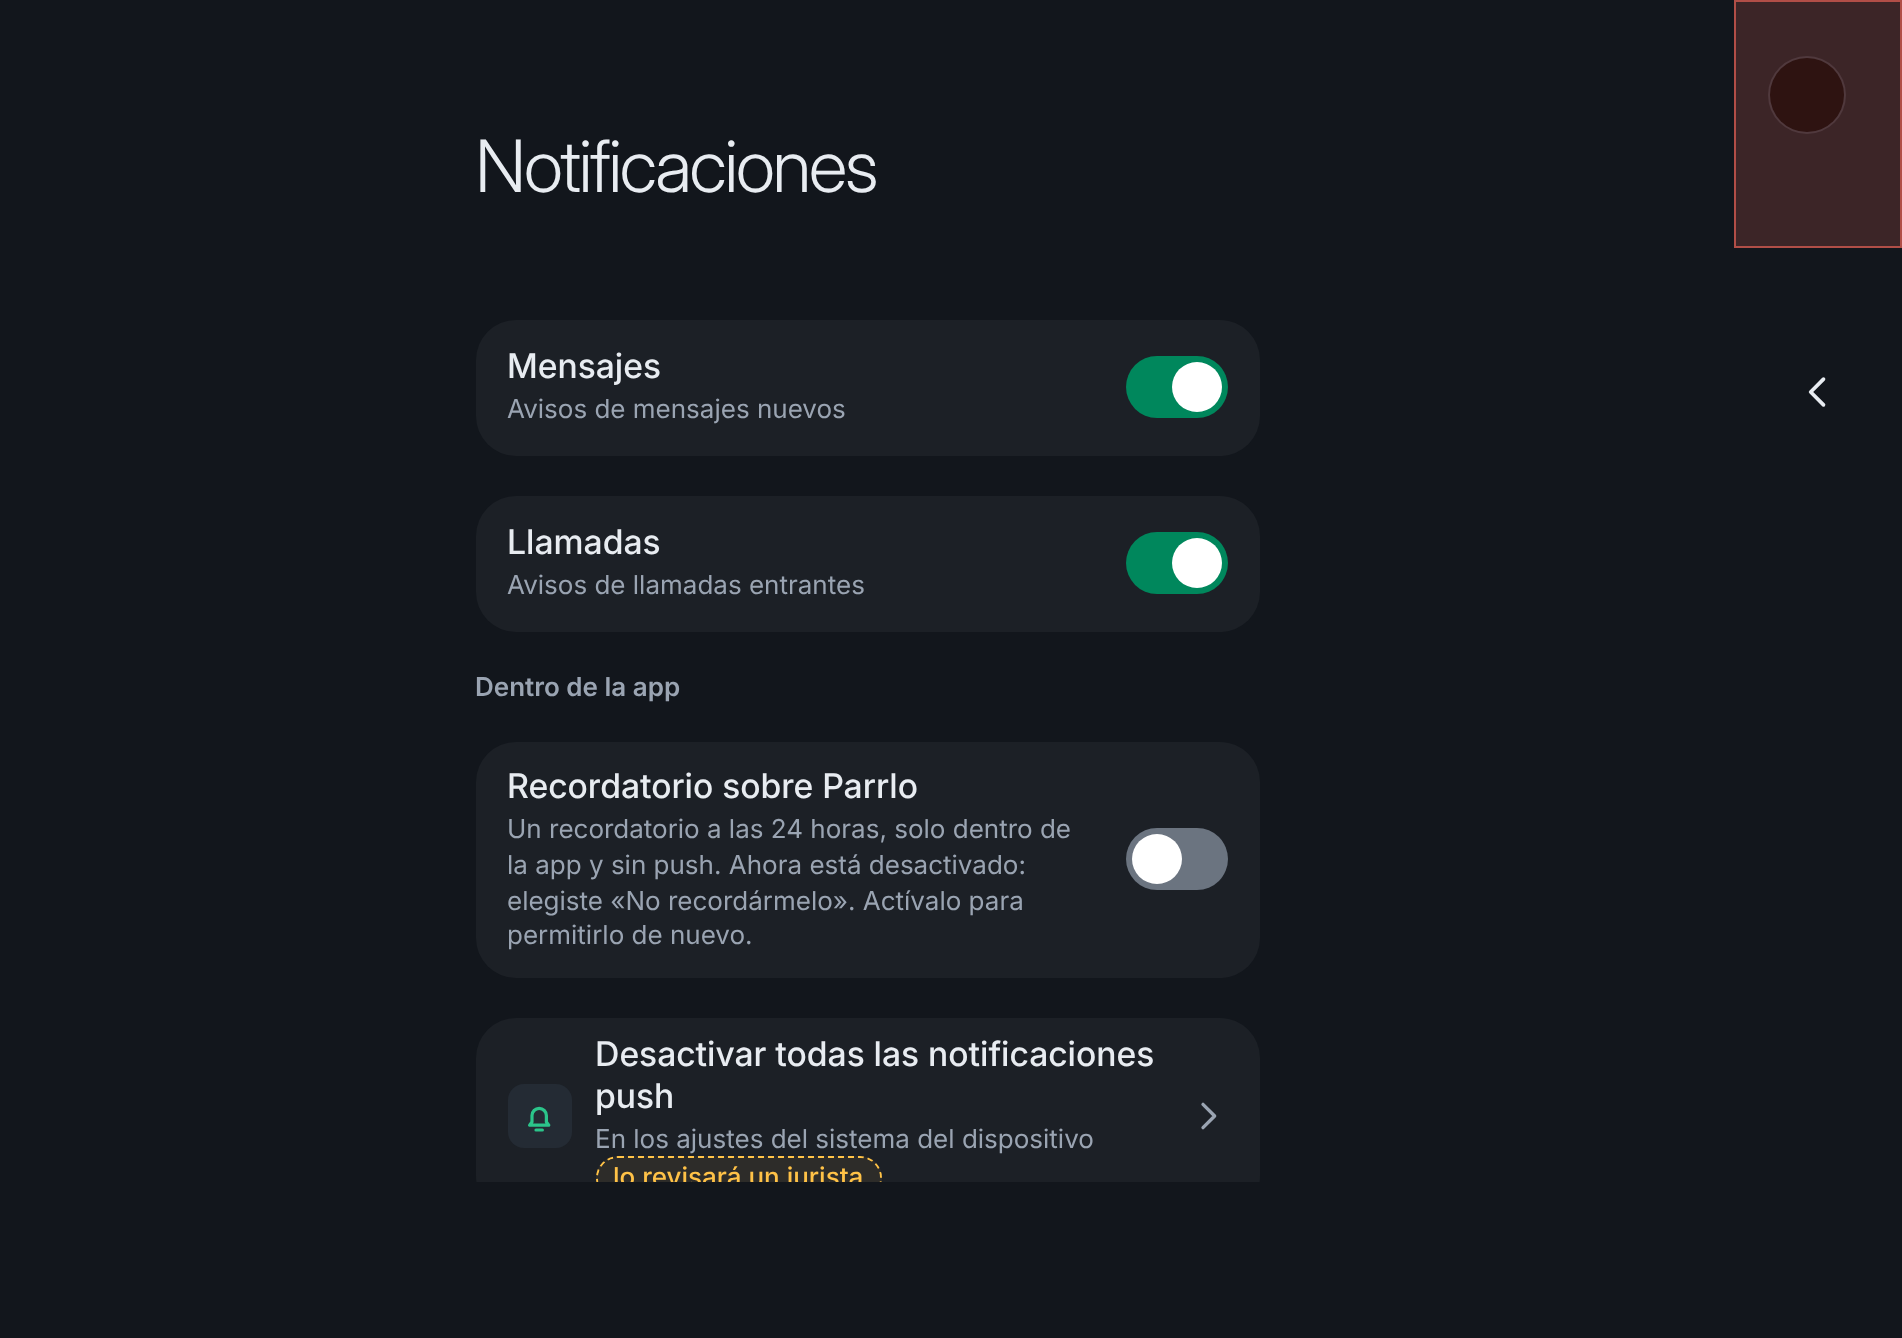 Notificaciones
Mensajes
Avisos de mensajes nuevos
Llamadas
Avisos de llamadas entrantes
Dentro de la app
Recordatorio sobre Parrlo
Un recordatorio a las 24 horas, solo dentro de
la app y sin push. Ahora está desactivado:
elegiste «No recordármelo». Actívalo para
permitirlo de nuevo.
Desactivar todas las notificaciones
push
En los ajustes del sistema del dispositivo
lo revisará un jurista